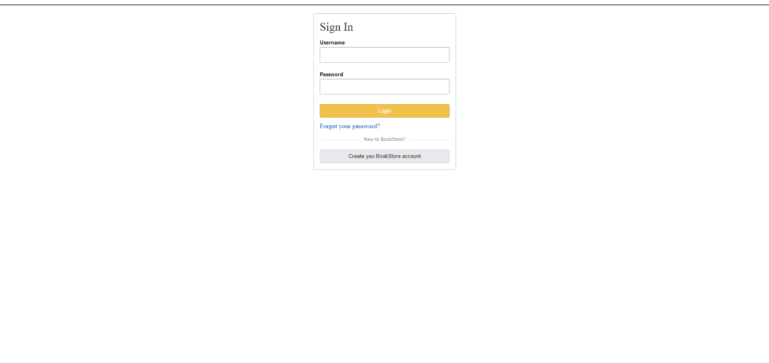 Sign In
Username
Password
Login
Forgot your password?
New to BookStore?
Create you BookStore account